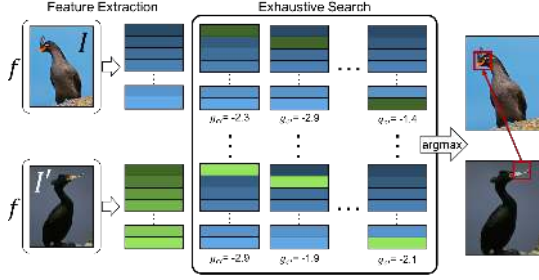 Feature Extraction
Exhaustive Search
f
I
= -2.3
= -2.9
...
= -1.4
argmax
f
I'
= -2.9
= -1.9
...
= -2.1